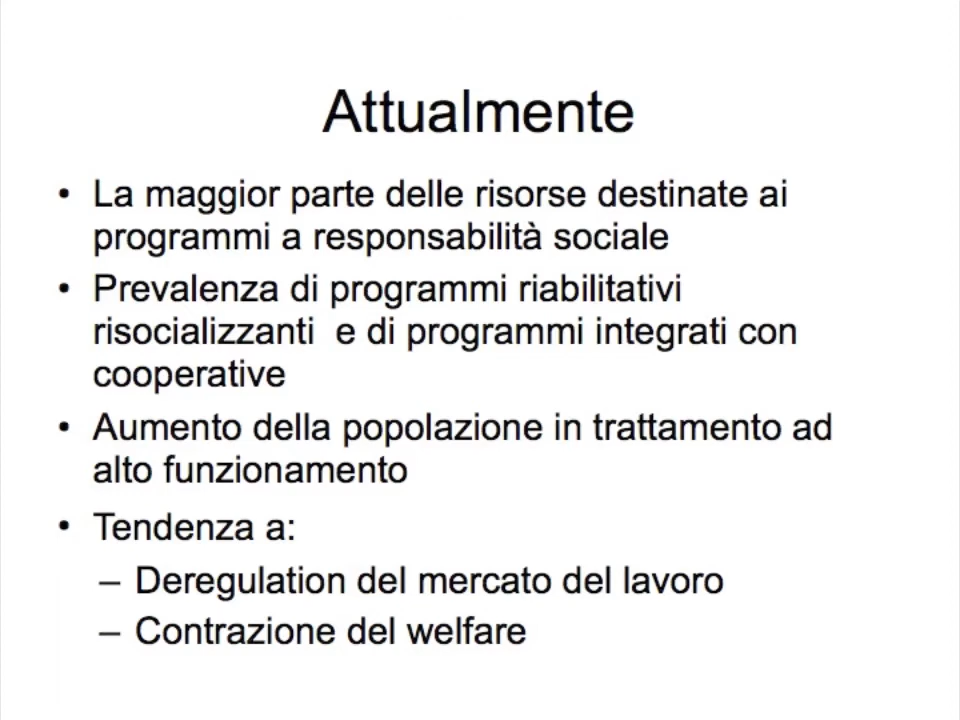 Attualmente
• La maggior parte delle risorse destinate ai
programmi a responsabilità sociale
• Prevalenza di programmi riabilitativi
risocializzanti  e di programmi integrati con
cooperative
• Aumento della popolazione in trattamento ad
alto funzionamento
• Tendenza a:
– Deregulation del mercato del lavoro
– Contrazione del welfare